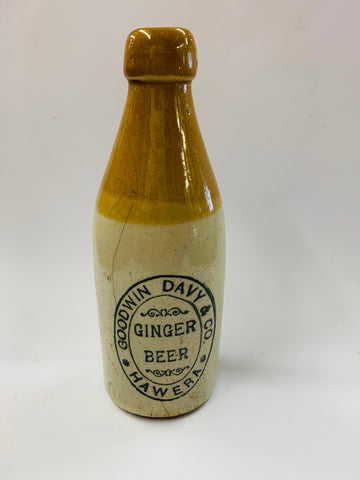 GOODWIN DAVY & CO.
GINGER
BEER
HAWERA